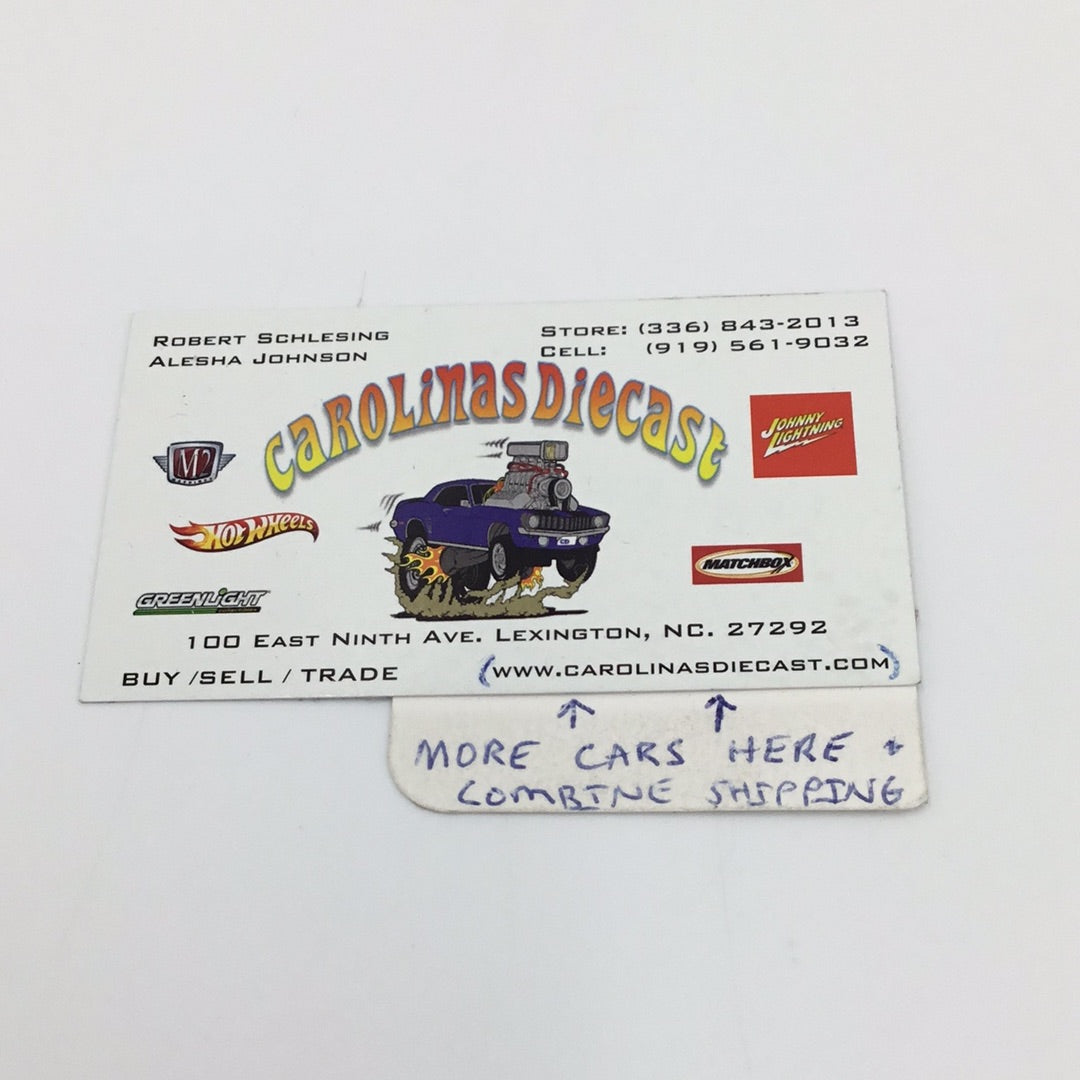 ROBERT SCHLESING
ALESHA JOHNSON
STORE: (336) 843-2013
CELL: (919) 561-9032
CAROLINAS DIECAST
M2
JOHNNY
LIGHTNING
HOT WHEELS
MATCHBOX
GREENLIGHT
100 EAST NINTH AVE. LEXINGTON, NC. 27292
BUY /SELL / TRADE
(WWW.CAROLINASDIECAST.COM)
↑ ↑
MORE CARS HERE +
COMBINE SHIPPING